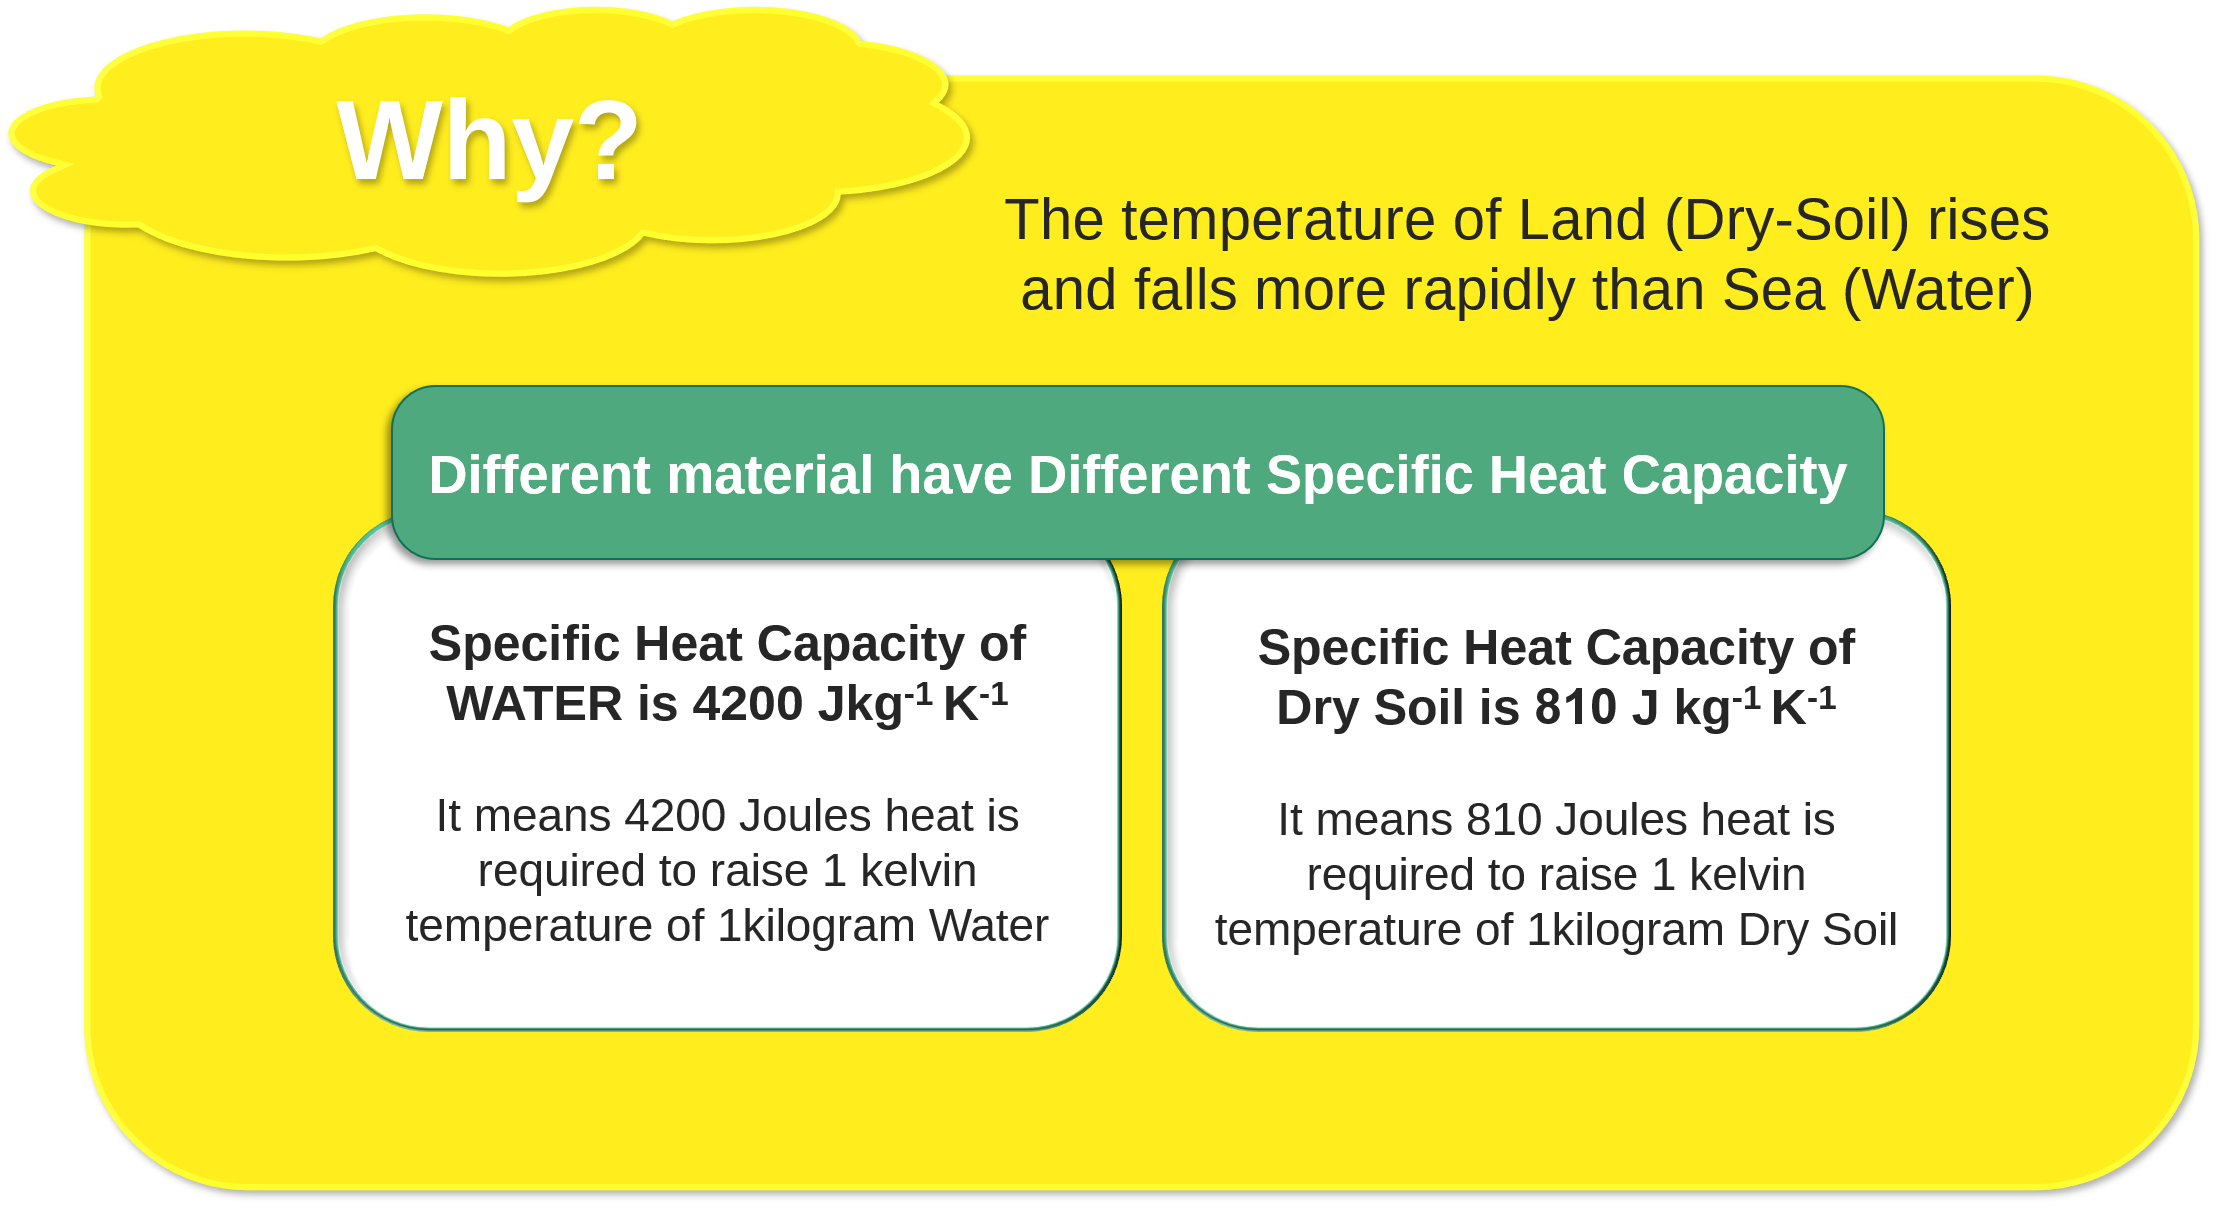 Why?
The temperature of Land (Dry-Soil) rises
and falls more rapidly than Sea (Water)
Different material have Different Specific Heat Capacity
Specific Heat Capacity of
WATER is 4200 Jkg⁻¹ K⁻¹
It means 4200 Joules heat is
required to raise 1 kelvin
temperature of 1kilogram Water
Specific Heat Capacity of
Dry Soil is 810 J kg⁻¹ K⁻¹
It means 810 Joules heat is
required to raise 1 kelvin
temperature of 1kilogram Dry Soil